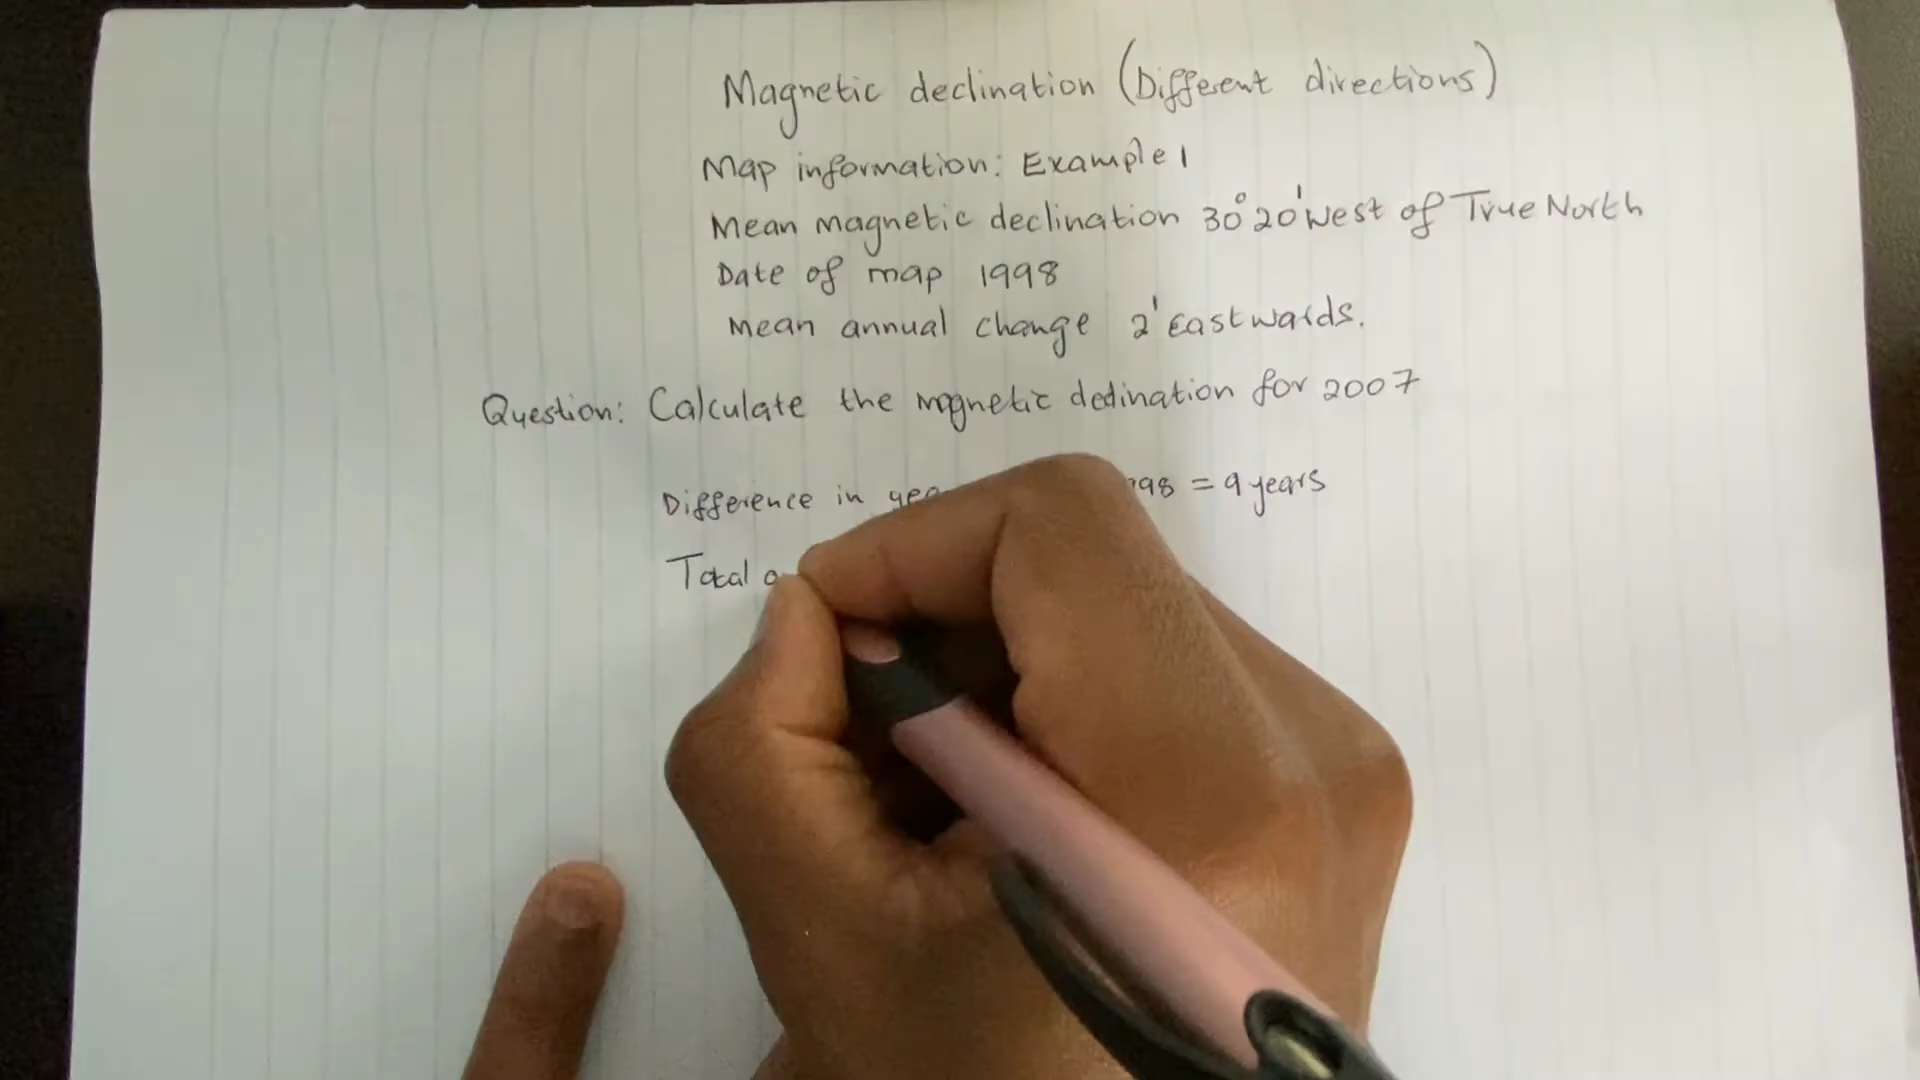 Magnetic declination (Different directions)
Map information: Example 1
Mean magnetic declination 30°20' West of True North
Date of map 1998
Mean annual change 2' Eastwards.
Question: Calculate the magnetic declination for 2007
Difference in = 9 years
Total